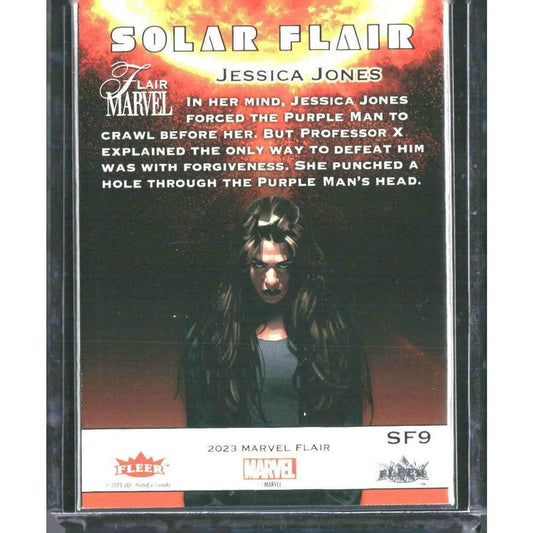 SOLAR FLAIR
JESSICA JONES
FLAIR
MARVEL
IN HER MIND, JESSICA JONES
FORCED THE PURPLE MAN TO
CRAWL BEFORE HER. BUT PROFESSOR X
EXPLAINED THE ONLY WAY TO DEFEAT HIM
WAS WITH FORGIVENESS. SHE PUNCHED A
HOLE THROUGH THE PURPLE MAN'S HEAD.
SF9
2023 MARVEL FLAIR
FLEER
MARVEL
© MARVEL
FLEER